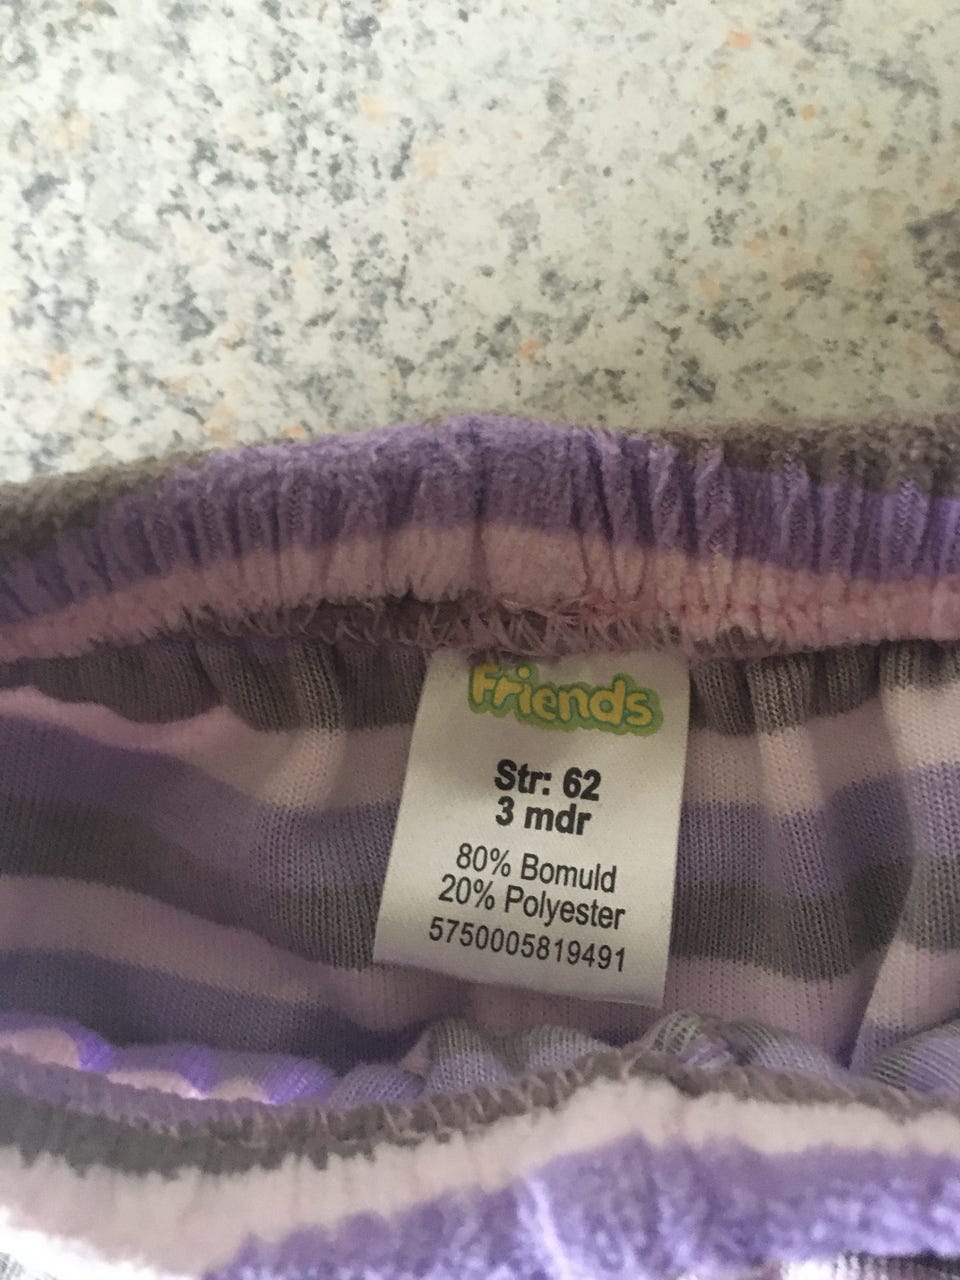 Friends
Str: 62
3 mdr
80% Bomuld
20% Polyester
5750005819491